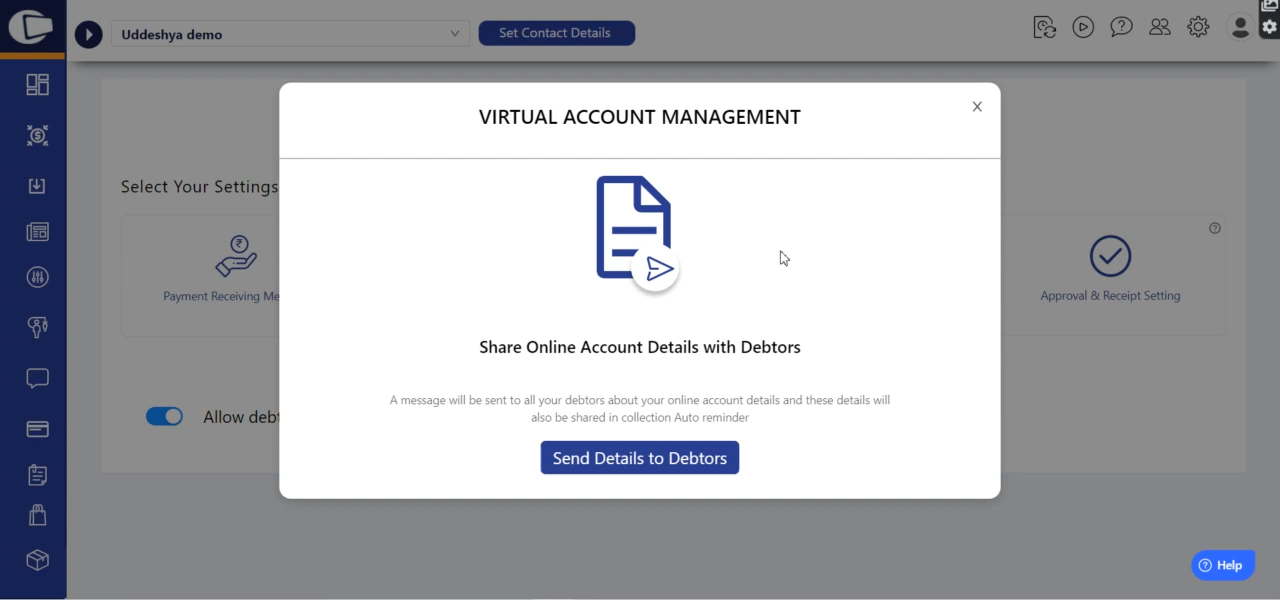 Uddeshya demo
Set Contact Details
VIRTUAL ACCOUNT MANAGEMENT
Select Your Settings
Payment Receiving Me
Approval & Receipt Setting
Share Online Account Details with Debtors
A message will be sent to all your debtors about your online account details and these details will
also be shared in collection Auto reminder
Allow debt
Send Details to Debtors
Help